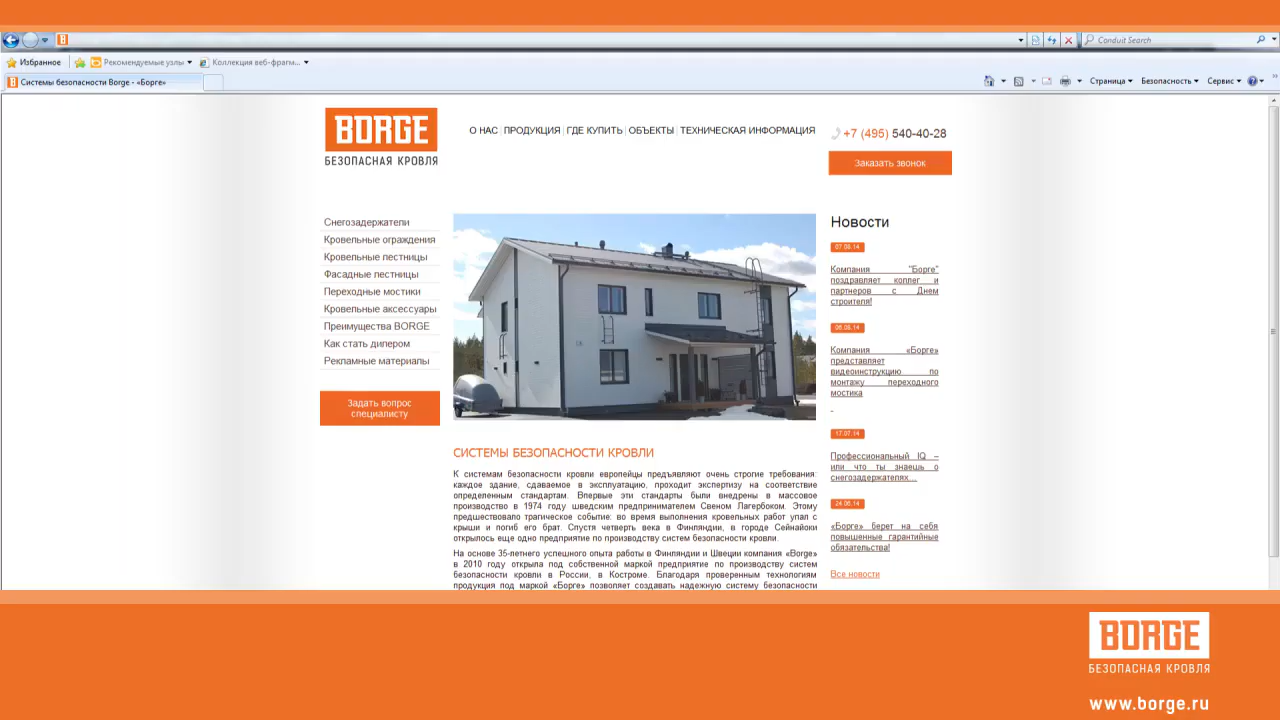 Conduit Search
Избранное
Рекомендуемые узлы
Коллекция веб-фрагм...
Системы безопасности Borge - «Борге»
Страница
Безопасность
Сервис
BORGE
БЕЗОПАСНАЯ КРОВЛЯ
О НАС | ПРОДУКЦИЯ | ГДЕ КУПИТЬ | ОБЪЕКТЫ | ТЕХНИЧЕСКАЯ ИНФОРМАЦИЯ
+7 (495) 540-40-28
Заказать звонок
Снегозадержатели
Кровельные ограждения
Кровельные лестницы
Фасадные лестницы
Переходные мостики
Кровельные аксессуары
Преимущества BORGE
Как стать дилером
Рекламные материалы
Задать вопрос
специалисту
СИСТЕМЫ БЕЗОПАСНОСТИ КРОВЛИ
К системам безопасности кровли европейцы предъявляют очень строгие требования:
каждое здание, сдаваемое в эксплуатацию, проходит экспертизу на соответствие
определенным стандартам. Впервые эти стандарты были внедрены в массовое
производство в 1974 году шведским предпринимателем Свеном Лагербоком. Этому
предшествовало трагическое событие: во время выполнения кровельных работ упал с
крыши и погиб его брат. Спустя четверть века в Финляндии, в городе Сейнайоки
открылось еще одно предприятие по производству систем безопасности кровли.
На основе 35-летнего успешного опыта работы в Финляндии и Швеции компания «Borge»
в 2010 году открыла под собственной маркой предприятие по производству систем
безопасности кровли в России, в Костроме. Благодаря проверенным технологиям
продукция под маркой «Борге» позволяет создавать надежную систему безопасности
Новости
07.08.14
Компания "Борге"
поздравляет коллег и
партнеров с Днем
строителя!
06.08.14
Компания «Борге»
представляет
видеоинструкцию по
монтажу переходного
мостика
17.07.14
Профессиональный IQ –
или что ты знаешь о
снегозадержателях...
24.06.14
«Борге» берет на себя
повышенные гарантийные
обязательства!
Все новости
BORGE
БЕЗОПАСНАЯ КРОВЛЯ
www.borge.ru